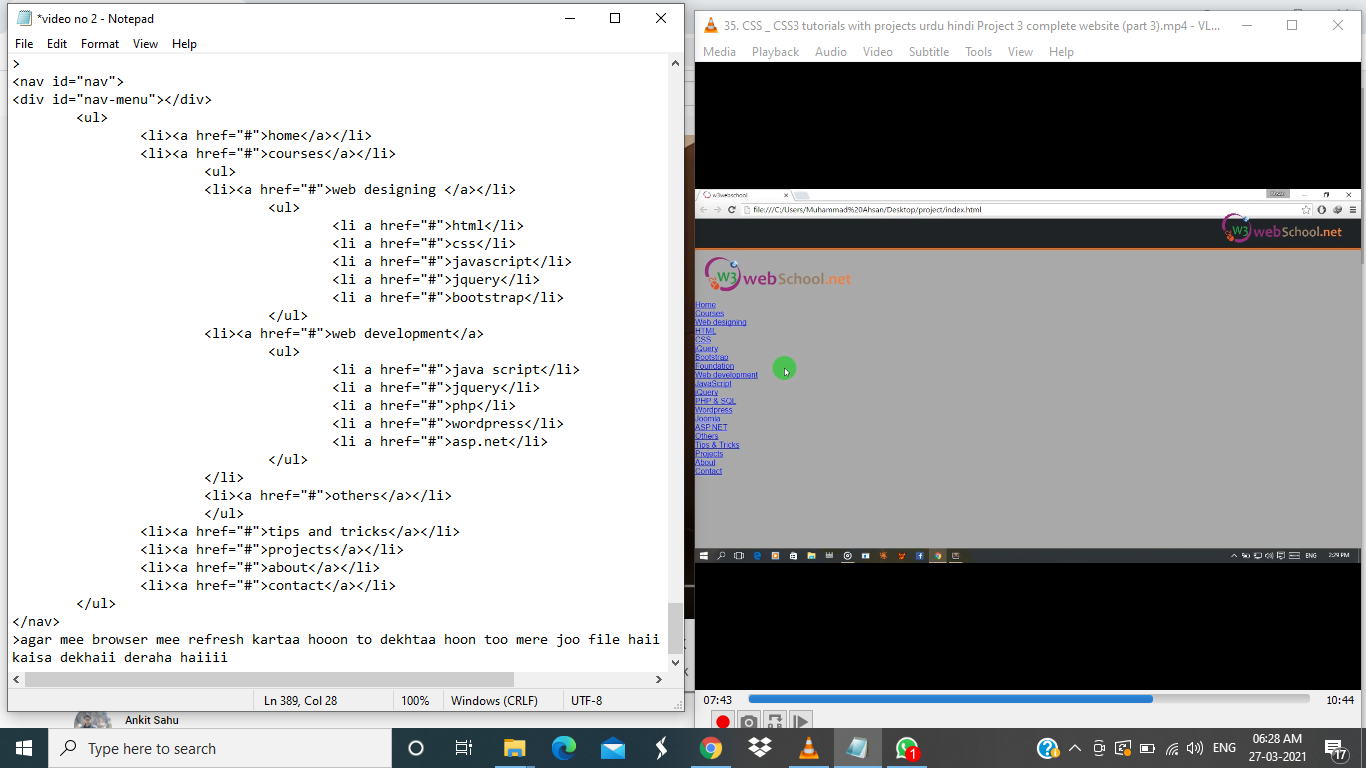 *video no 2 - Notepad
File Edit Format View Help
>
<nav id="nav">
<div id="nav-menu"></div>
<ul>
<li><a href="#">home</a></li>
<li><a href="#">courses</a></li>
<ul>
<li><a href="#">web designing </a></li>
<ul>
<li a href="#">html</li>
<li a href="#">css</li>
<li a href="#">javascript</li>
<li a href="#">jquery</li>
<li a href="#">bootstrap</li>
</ul>
<li><a href="#">web development</a>
<ul>
<li a href="#">java script</li>
<li a href="#">jquery</li>
<li a href="#">php</li>
<li a href="#">wordpress</li>
<li a href="#">asp.net</li>
</ul>
</li>
<li><a href="#">others</a></li>
</ul>
<li><a href="#">tips and tricks</a></li>
<li><a href="#">projects</a></li>
<li><a href="#">about</a></li>
<li><a href="#">contact</a></li>
</ul>
</nav>
>agar mee browser mee refresh kartaa hooon to dekhtaa hoon too mere joo file haii
kaisa dekhaii deraha haiiii
Ln 389, Col 28 100% Windows (CRLF) UTF-8
Ankit Sahu
35. CSS _ CSS3 tutorials with projects urdu hindi Project 3 complete website (part 3).mp4 - VL...
Media Playback Audio Video Subtitle Tools View Help
w3webschool
file:///C:/Users/Muhammad%20Ahsan/Desktop/project/index.html
W3 webSchool.net
W3 webSchool.net
Home
Courses
Web designing
HTML
CSS
jQuery
Bootstrap
Foundation
Web development
JavaScript
jQuery
PHP & SQL
Wordpress
Joomla
ASP.NET
Others
Tips & Tricks
Projects
About
Contact
ENG 2:29 PM
07:43 10:44
Type here to search
1
ENG
06:28 AM
27-03-2021
17